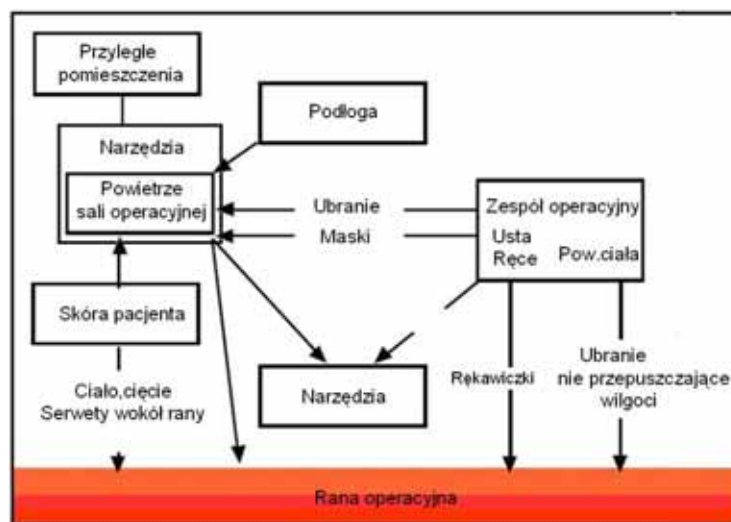 Przyległe
pomieszczenia
Podłoga
Narzędzia
Powietrze
sali operacyjnej
Ubranie
Maski
Zespół operacyjny
Usta
Ręce
Pow.ciała
Skóra pacjenta
Narzędzia
Ciało,cięcie
Serwety wokół rany
Rękawiczki
Ubranie
nie przepuszczające
wilgoci
Rana operacyjna